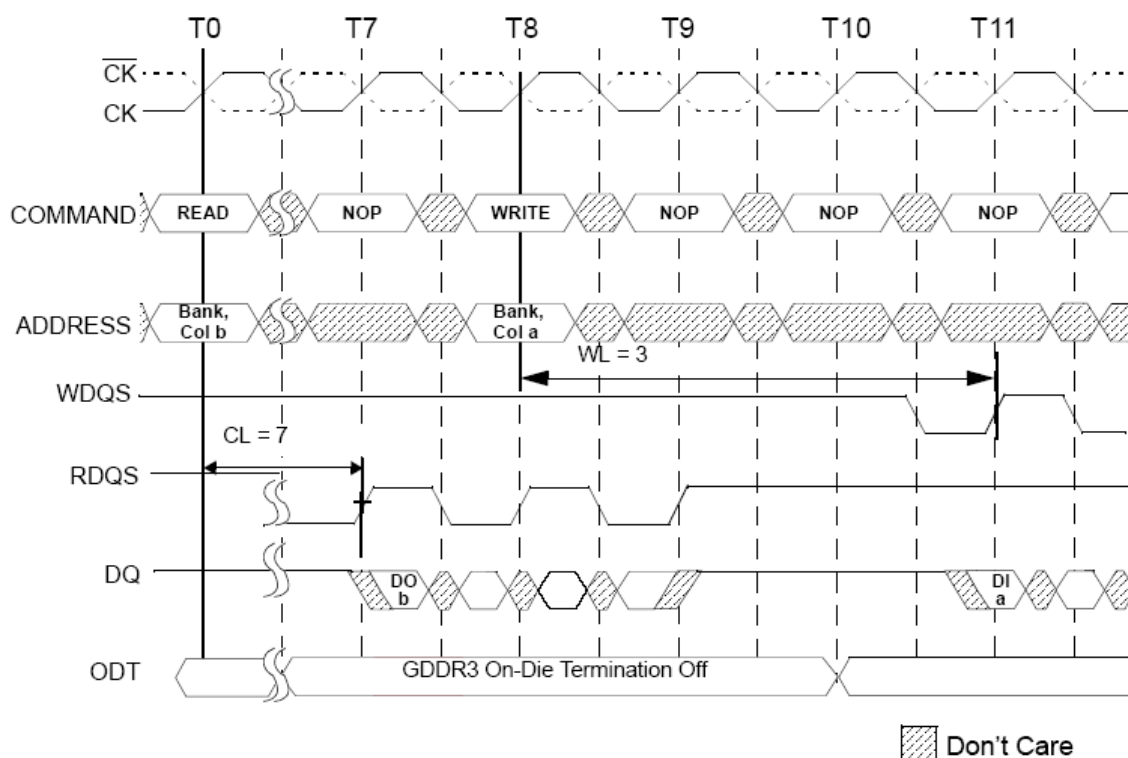 T0 T7 T8 T9 T10 T11
CK
CK
COMMAND READ NOP WRITE NOP NOP NOP
ADDRESS Bank, Col b Bank, Col a
WL = 3
WDQS
CL = 7
RDQS
DQ DO b DI a
ODT GDDR3 On-Die Termination Off
Don't Care